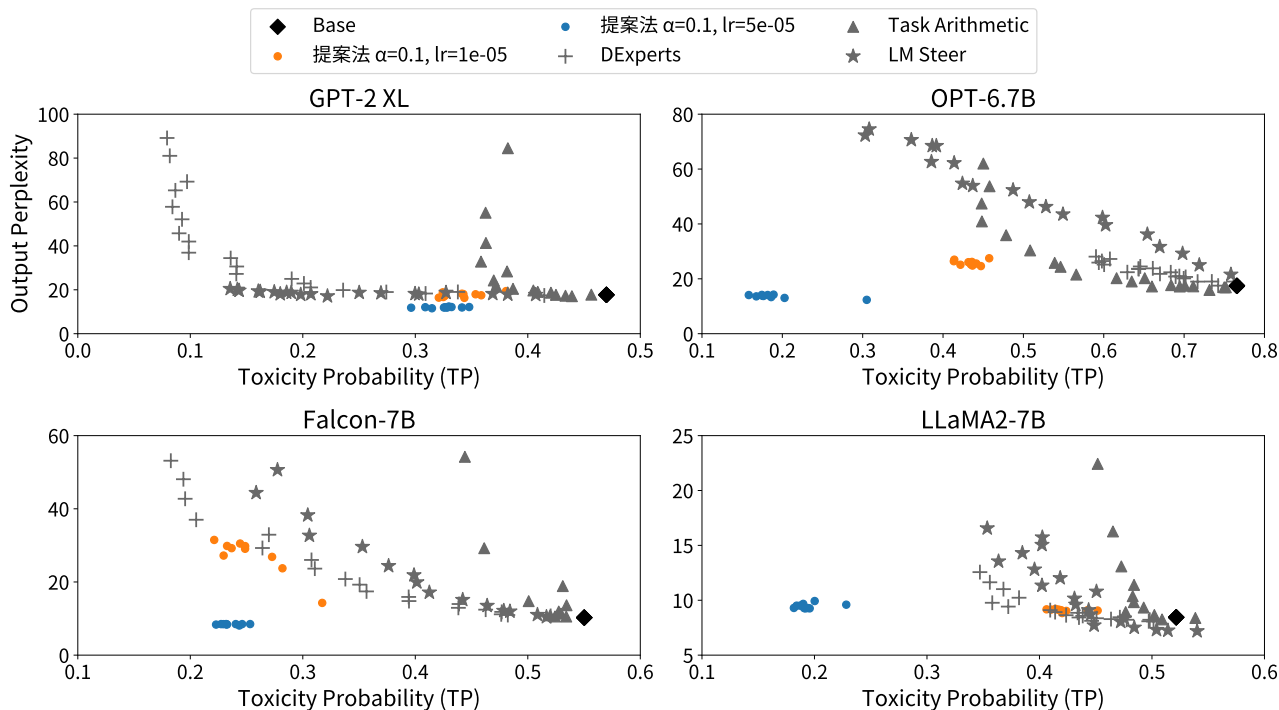 Base
提案法 α=0.1, lr=5e-05
Task Arithmetic
提案法 α=0.1, lr=1e-05
DExperts
LM Steer
GPT-2 XL
OPT-6.7B
100
80
60
40
20
0
Output Perplexity
80
60
40
20
0
0.0 0.1 0.2 0.3 0.4 0.5
0.1 0.2 0.3 0.4 0.5 0.6 0.7 0.8
Toxicity Probability (TP)
Toxicity Probability (TP)
Falcon-7B
LLaMA2-7B
60
40
20
0
25
20
15
10
5
0.1 0.2 0.3 0.4 0.5 0.6
0.1 0.2 0.3 0.4 0.5 0.6
Toxicity Probability (TP)
Toxicity Probability (TP)